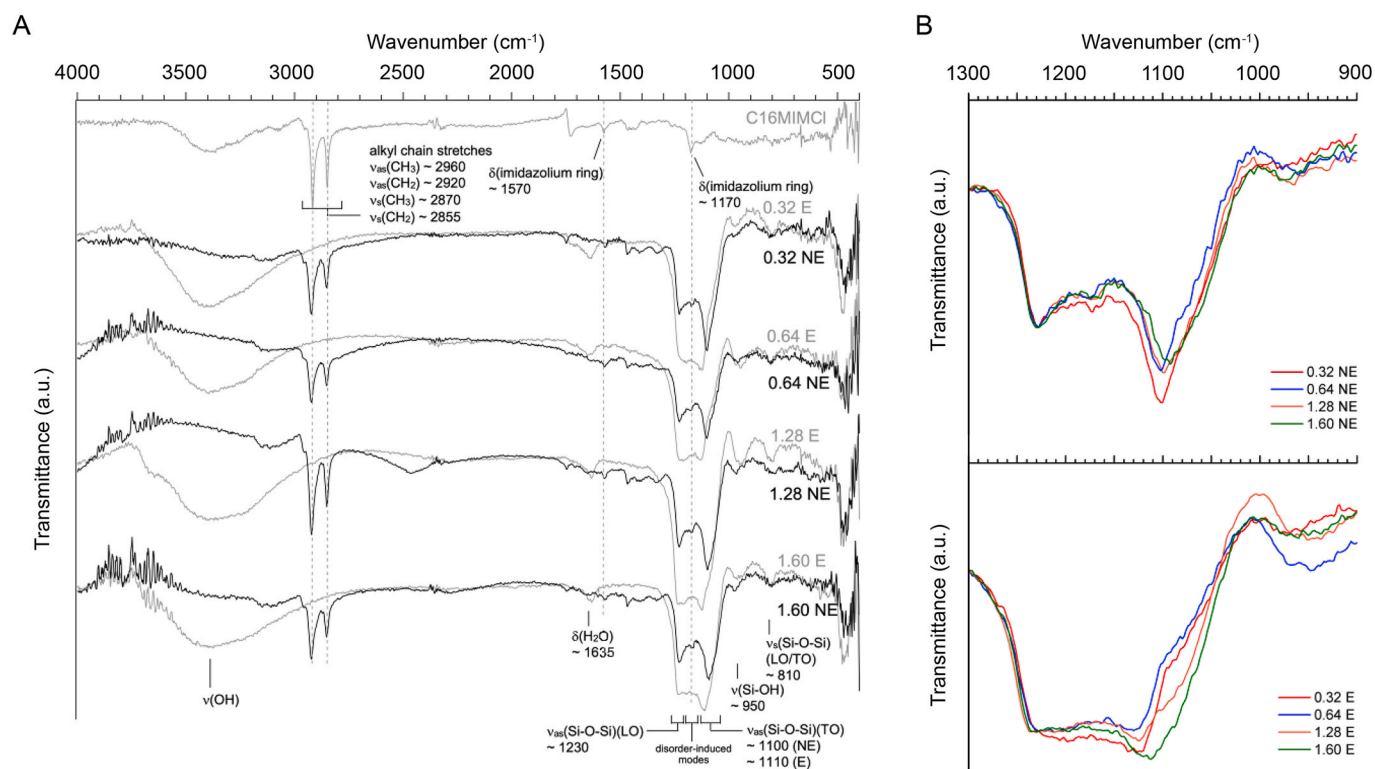 A
Wavenumber (cm-1)
4000 3500 3000 2500 2000 1500 1000 500
Transmittance (a.u.)
C16MIMCl
alkyl chain stretches
νas(CH3) ~ 2960
νas(CH2) ~ 2920
νs(CH3) ~ 2870
νs(CH2) ~ 2855
δ(imidazolium ring)
~ 1570
δ(imidazolium ring)
~ 1170
0.32 E
0.32 NE
0.64 E
0.64 NE
1.28 E
1.28 NE
1.60 E
1.60 NE
ν(OH)
δ(H2O)
~ 1635
νs(Si-O-Si)
(LO/TO)
~ 810
ν(Si-OH)
~ 950
νas(Si-O-Si)(LO)
~ 1230
disorder-induced
modes
νas(Si-O-Si)(TO)
~ 1100 (NE)
~ 1110 (E)
B
Wavenumber (cm-1)
1300 1200 1100 1000 900
Transmittance (a.u.)
0.32 NE
0.64 NE
1.28 NE
1.60 NE
Transmittance (a.u.)
0.32 E
0.64 E
1.28 E
1.60 E